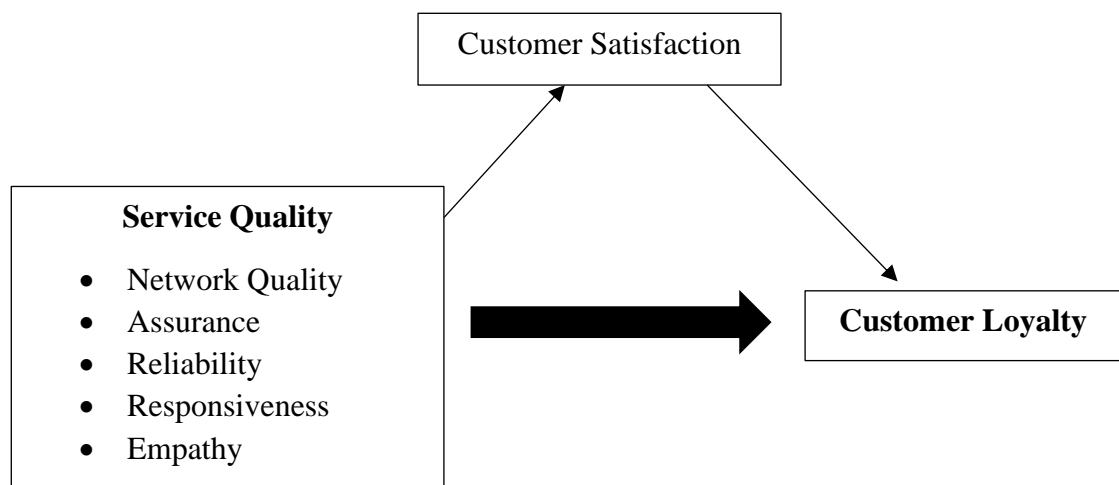 Customer Satisfaction
Service Quality
• Network Quality
• Assurance
• Reliability
• Responsiveness
• Empathy
Customer Loyalty